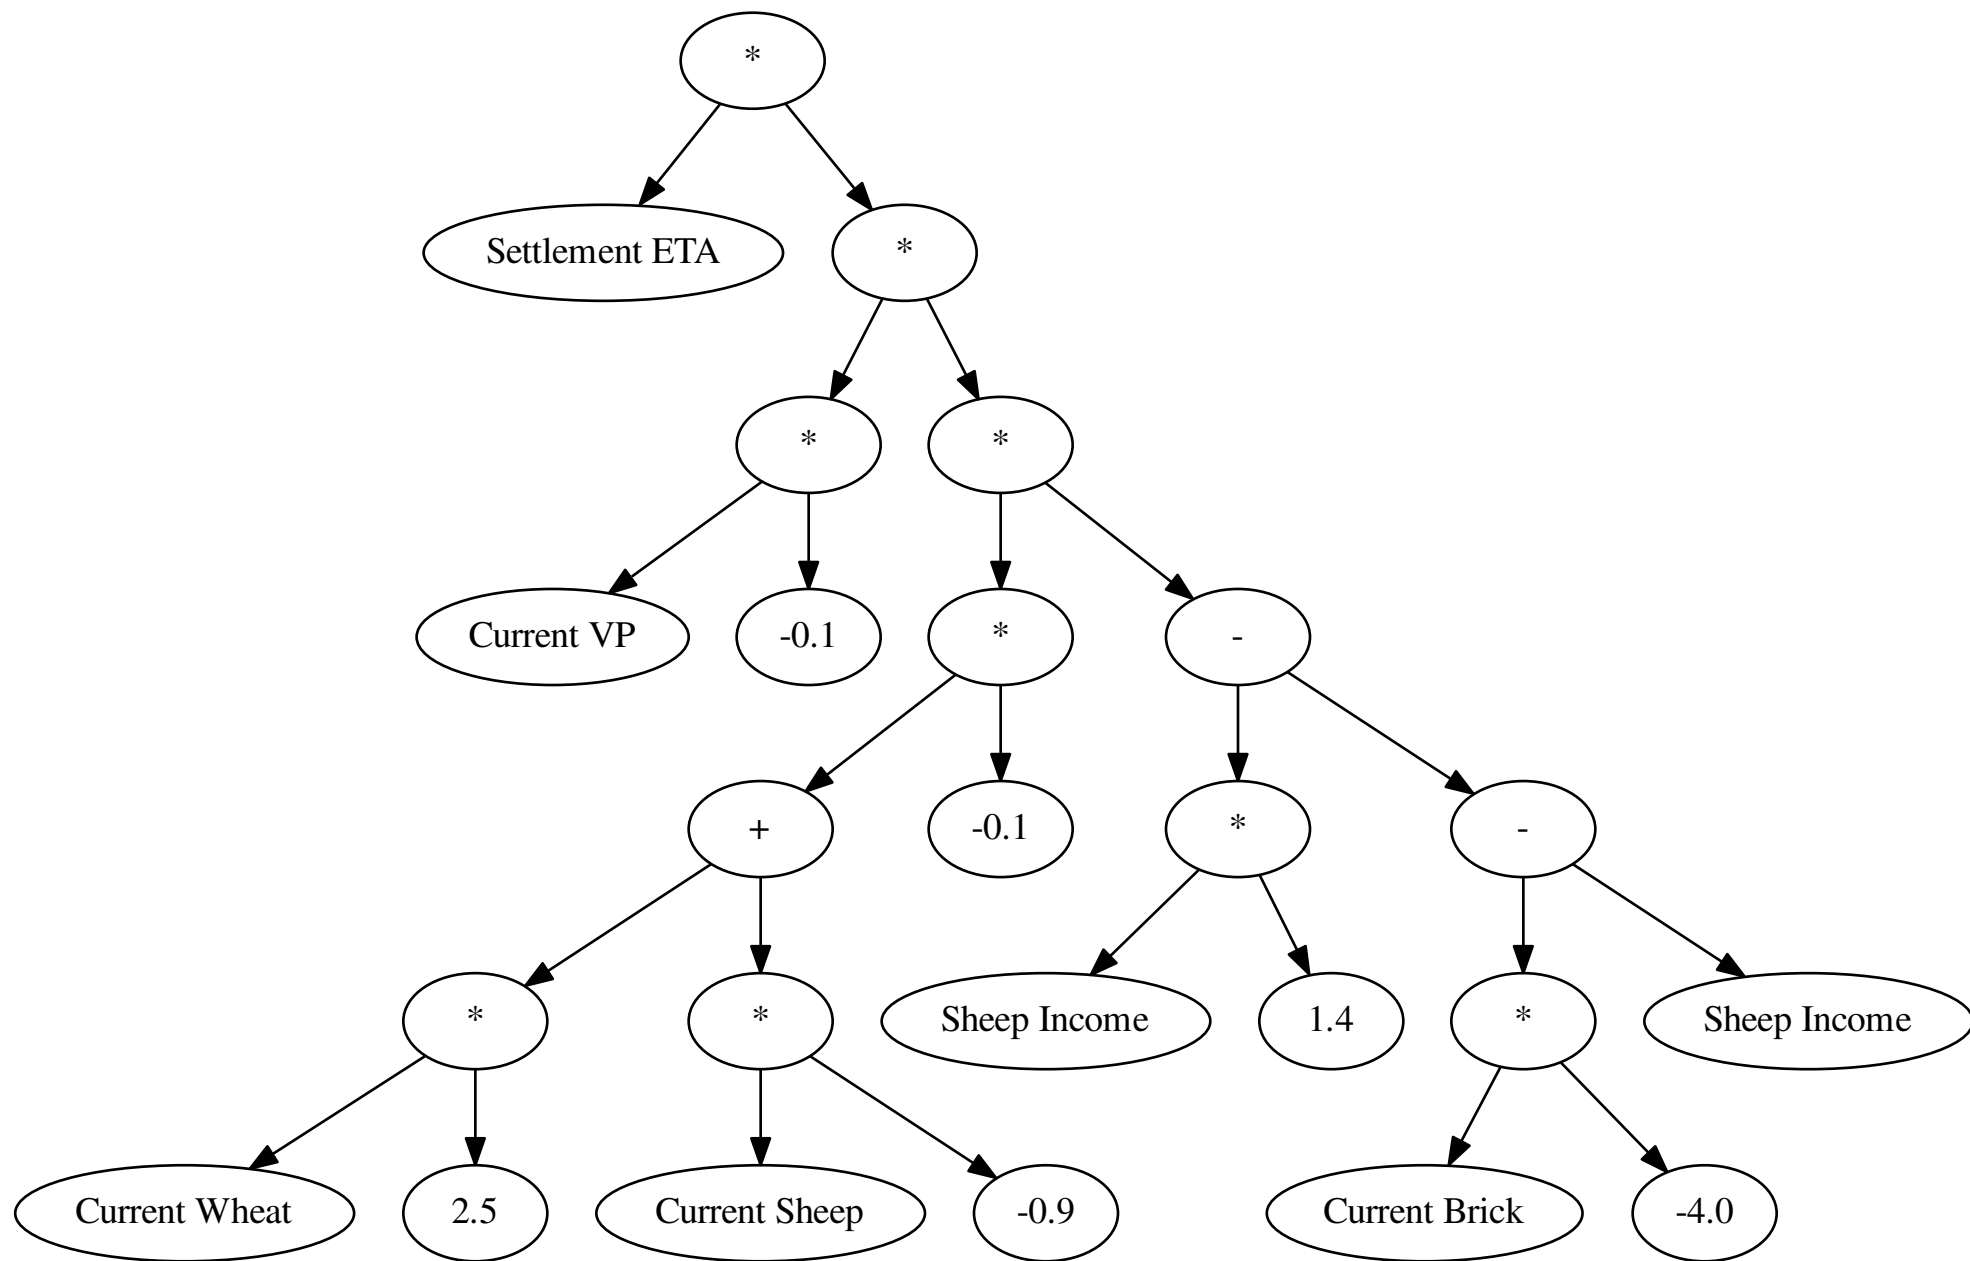 *
Settlement ETA
*
*
*
Current VP
-0.1
*
-
+
-0.1
*
-
*
*
Sheep Income
1.4
*
Sheep Income
Current Wheat
2.5
Current Sheep
-0.9
Current Brick
-4.0